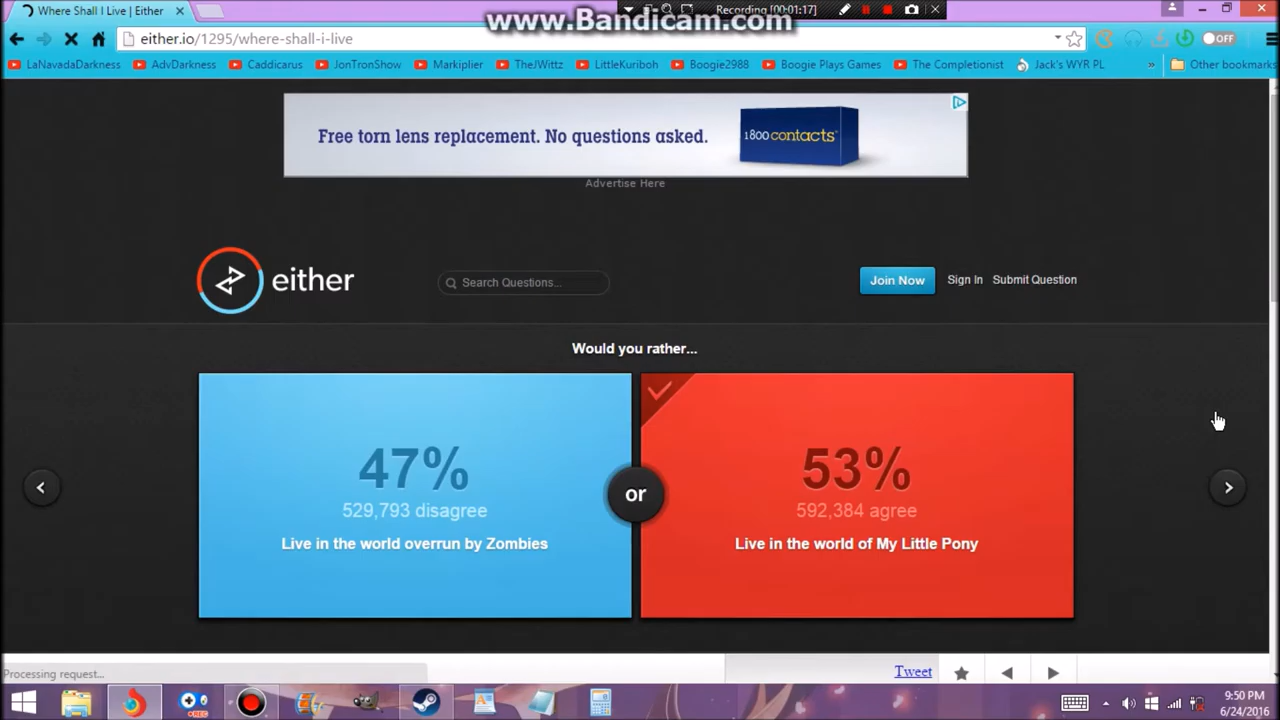 Where Shall I Live | Either
www.Bandicam.com
Recording [00:01:17]
either.io/1295/where-shall-i-live
OFF
LaNavadaDarkness
AdvDarkness
Caddicarus
JonTronShow
Markiplier
TheJWittz
LittleKuriboh
Boogie2988
Boogie Plays Games
The Completionist
Jack's WYR PL
»
Other bookmarks
Free torn lens replacement. No questions asked.
1800contacts
Advertise Here
either
Search Questions...
Join Now
Sign In
Submit Question
Would you rather...
47%
529,793 disagree
Live in the world overrun by Zombies
or
53%
592,384 agree
Live in the world of My Little Pony
Processing request...
Tweet
REC
9:50 PM
6/24/2016